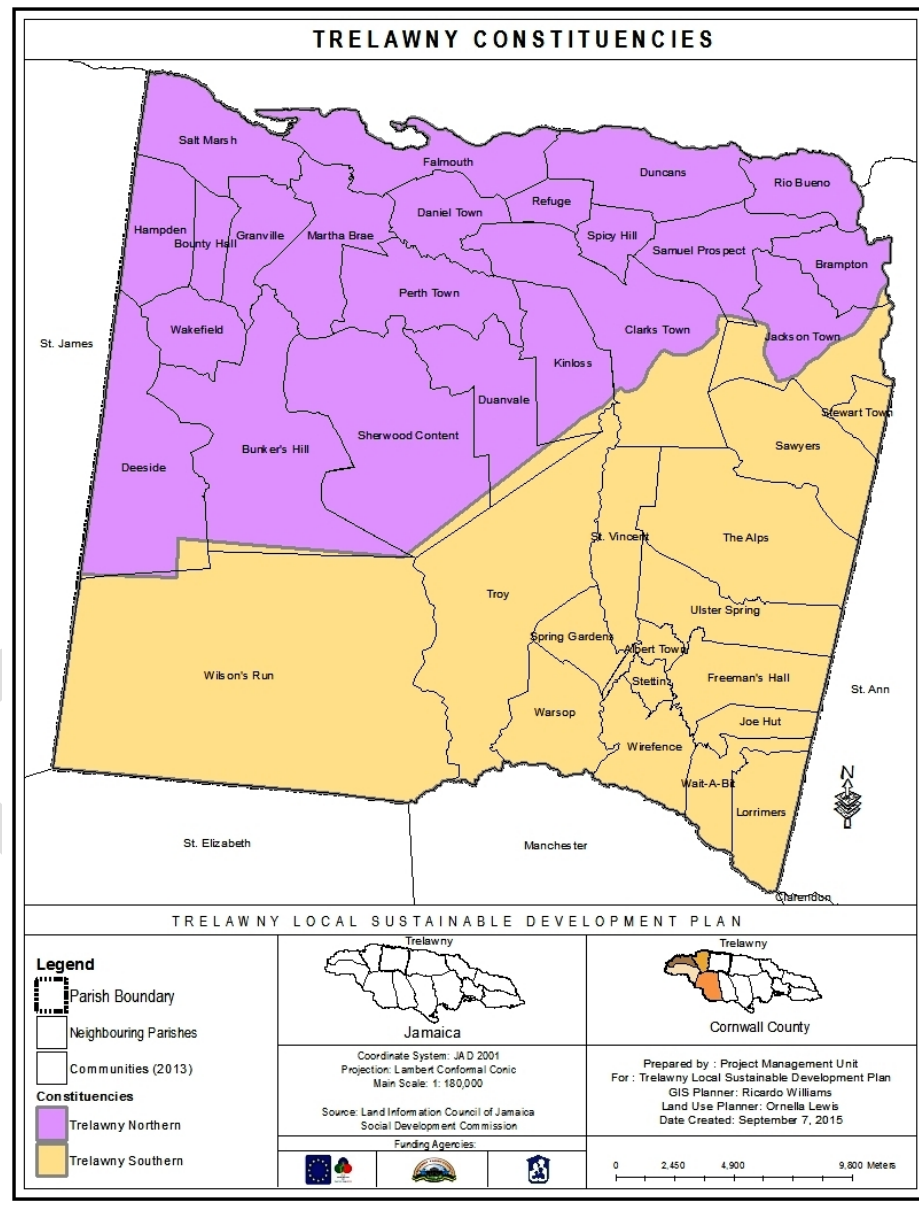 TRELAWNY CONSTITUENCIES
Salt Marsh
Falmouth
Duncans
Rio Bueno
Refuge
Daniel Town
Hampden
Bounty Hall
Granville
Martha Brae
Spicy Hill
Samuel Prospect
Brampton
Perth Town
Wakefield
Clarks Town
Jackson Town
St. James
Kinloss
Duanvale
Stewart Town
Sherwood Content
Bunker's Hill
Sawyers
Deeside
St. Vincent
The Alps
Troy
Ulster Spring
Spring Gardens
Albert Town
Wilson's Run
Stettin
Freeman's Hall
St. Ann
Warsop
Joe Hut
Wirefence
N
Wait-A-Bit
Lorrimers
St. Elizabeth
Manchester
Clarendon
TRELAWNY LOCAL SUSTAINABLE DEVELOPMENT PLAN
Legend
Parish Boundary
Neighbouring Parishes
Communities (2013)
Constituencies
Trelawny Northern
Trelawny Southern
Trelawny
Jamaica
Coordinate System: JAD 2001
Projection: Lambert Conformal Conic
Main Scale: 1: 180,000
Source: Land Information Council of Jamaica
Social Development Commission
Funding Agencies:
Trelawny
Cornwall County
Prepared by : Project Management Unit
For : Trelawny Local Sustainable Development Plan
GIS Planner: Ricardo Williams
Land Use Planner: Ornella Lewis
Date Created: September 7, 2015
0 2,450 4,900 9,800 Meters